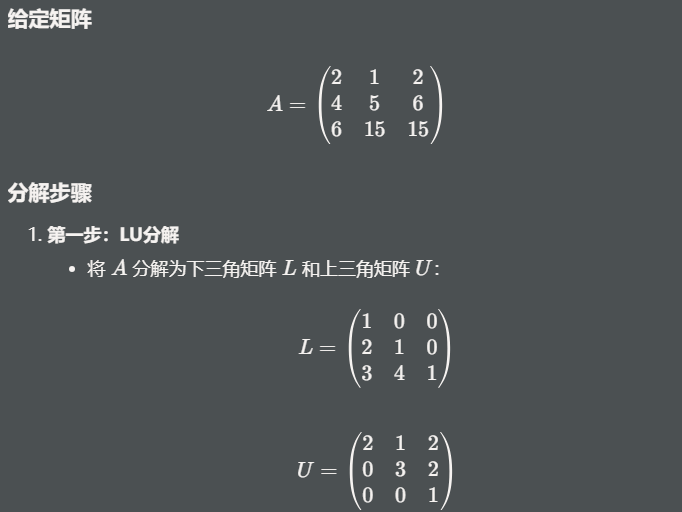 给定矩阵
A = \begin{pmatrix} 2 & 1 & 2 \\ 4 & 5 & 6 \\ 6 & 15 & 15 \end{pmatrix}
分解步骤
1. 第一步：LU分解
• 将 A 分解为下三角矩阵 L 和上三角矩阵 U：
L = \begin{pmatrix} 1 & 0 & 0 \\ 2 & 1 & 0 \\ 3 & 4 & 1 \end{pmatrix}
U = \begin{pmatrix} 2 & 1 & 2 \\ 0 & 3 & 2 \\ 0 & 0 & 1 \end{pmatrix}